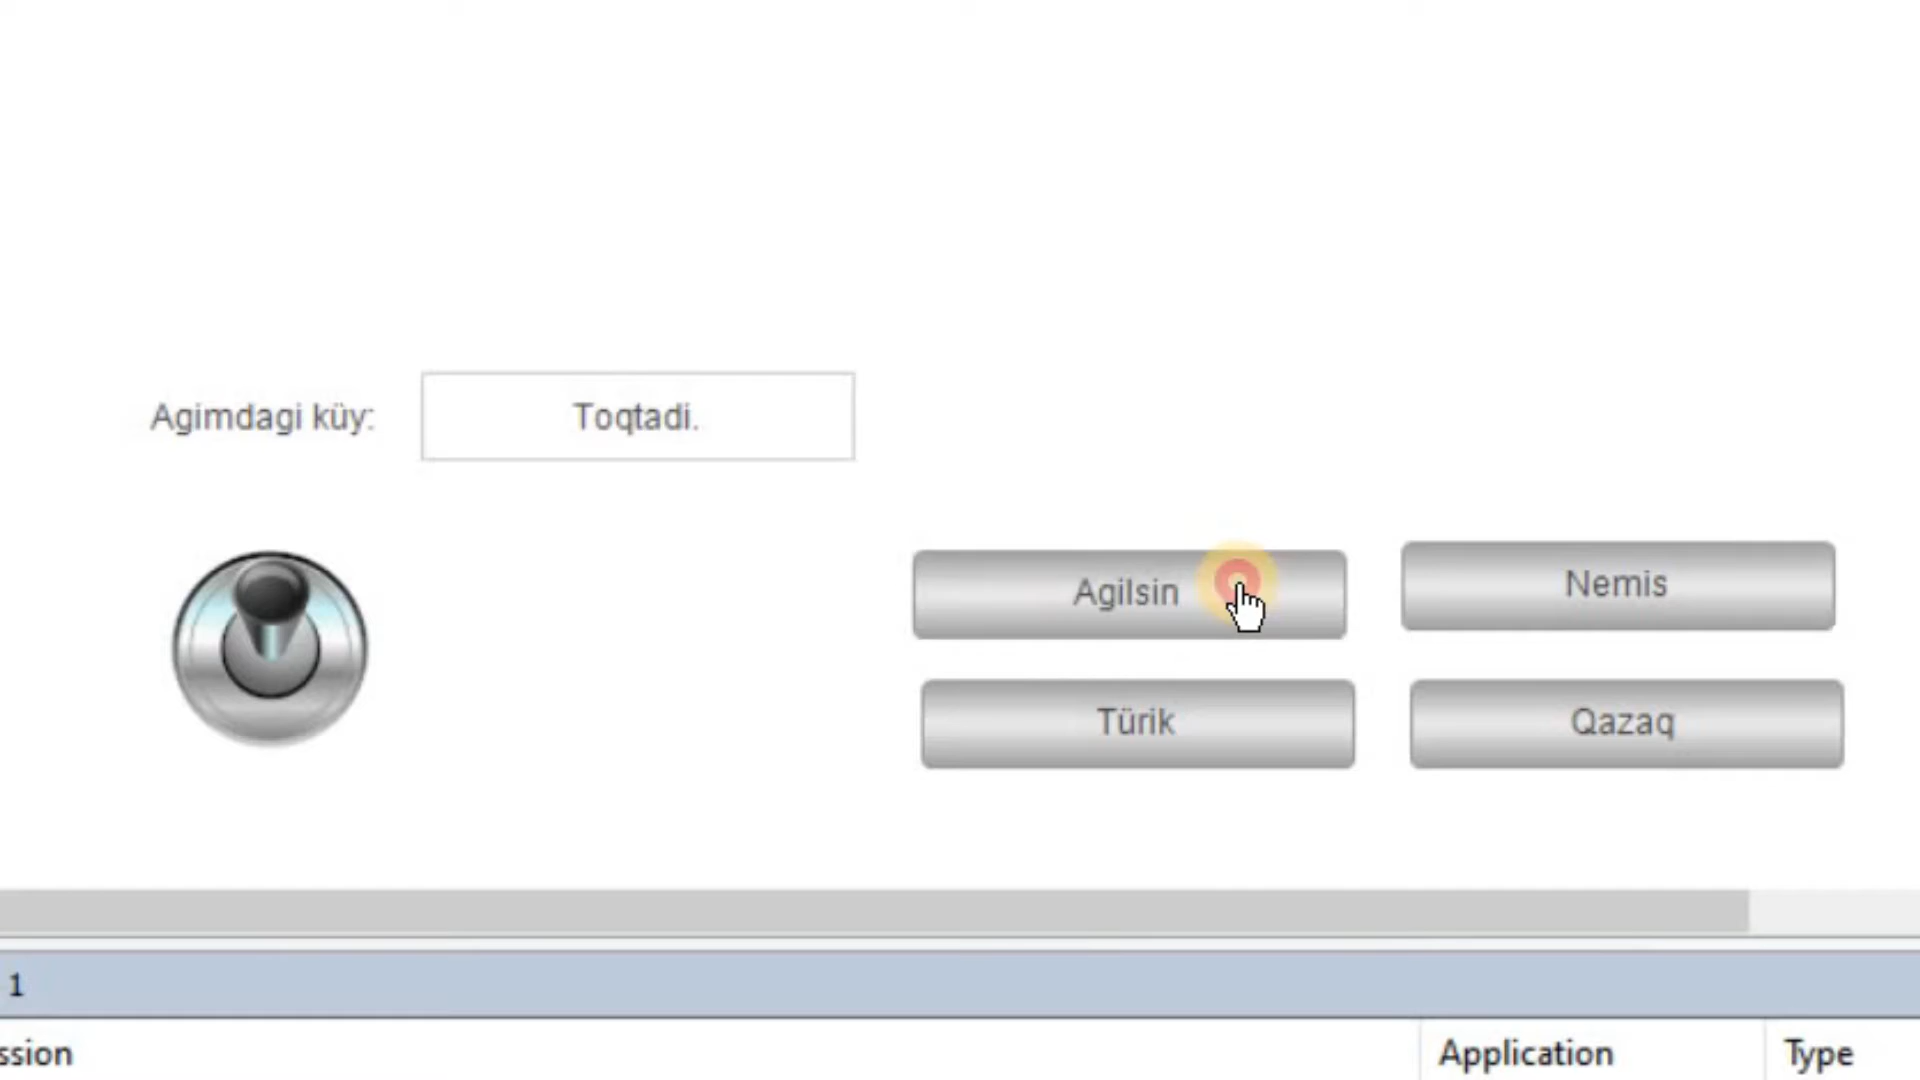 Agimdagi küy:
Toqtadi.
Agilsin
Nemis
Türik
Qazaq
1
ssion
Application
Type